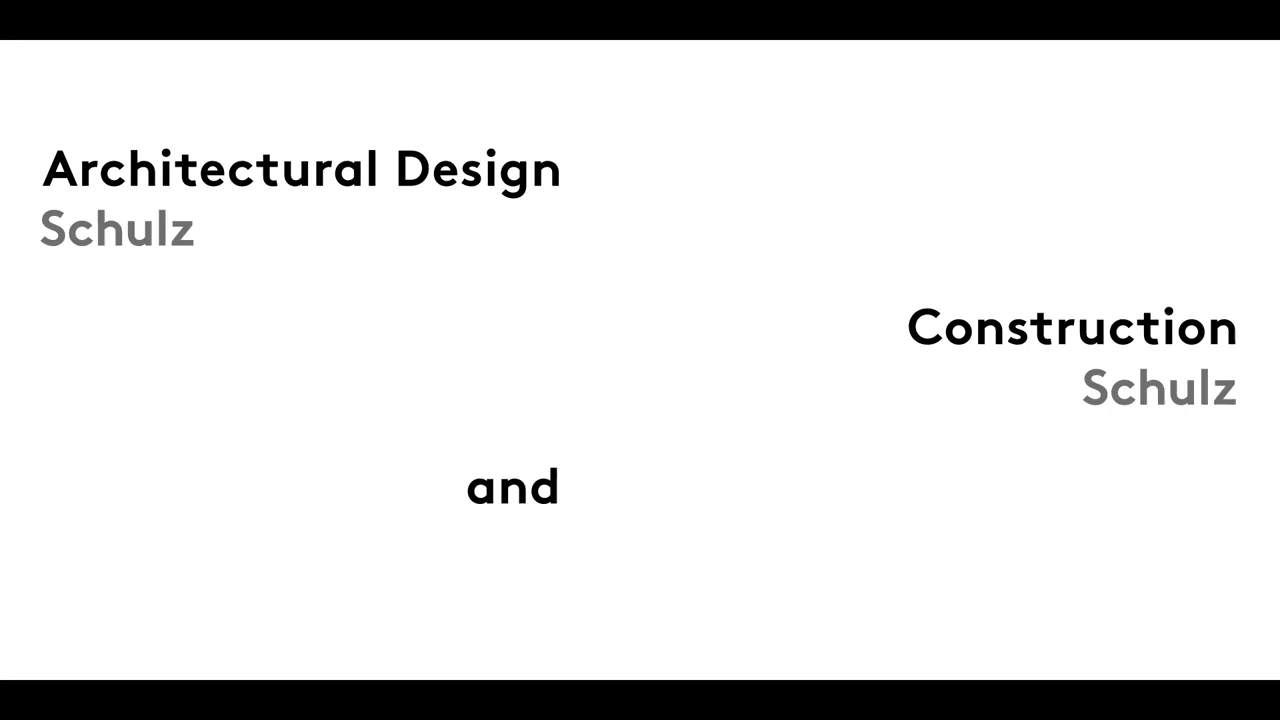 Architectural Design
Schulz
Construction
Schulz
and